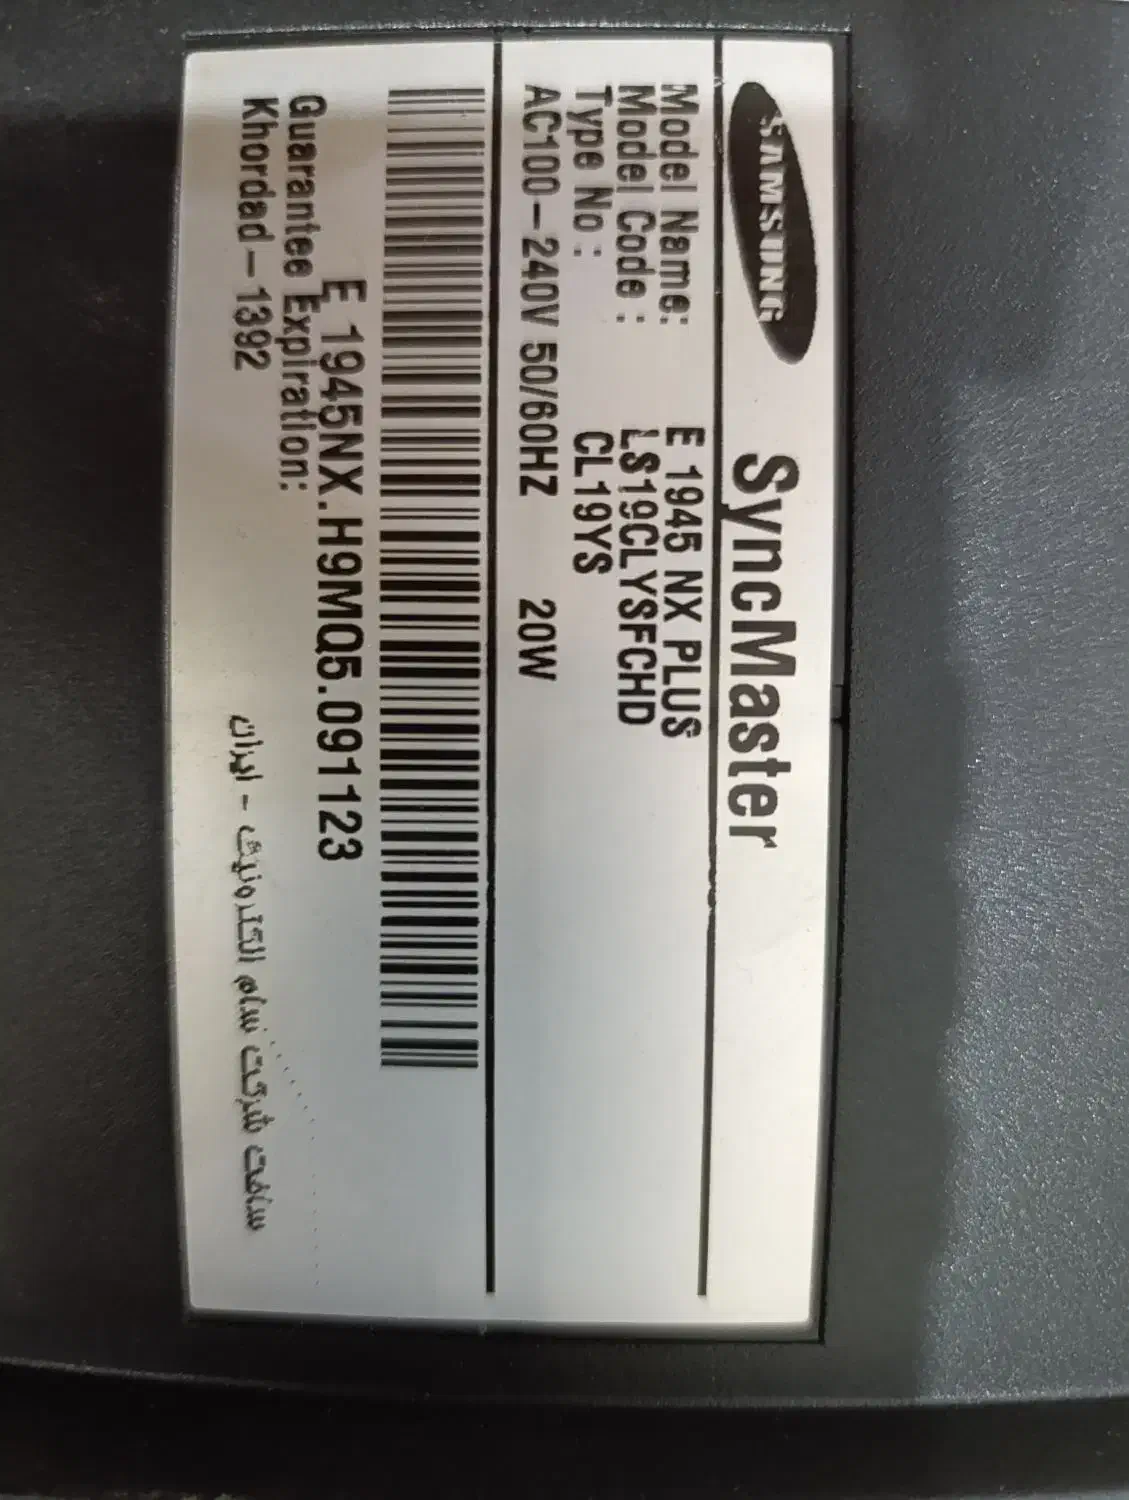 SAMSUNG SyncMaster
Model Name: E 1945 NX PLUS
Model Code : LS19CLYSFCHD
Type No : CL19YS
AC100-240V 50/60HZ 20W
E 1945NX.H9MQ5.091123
Guarantee Expiration:
Khordad-1392
ساخت شرکت سام الکترونیک - ایران